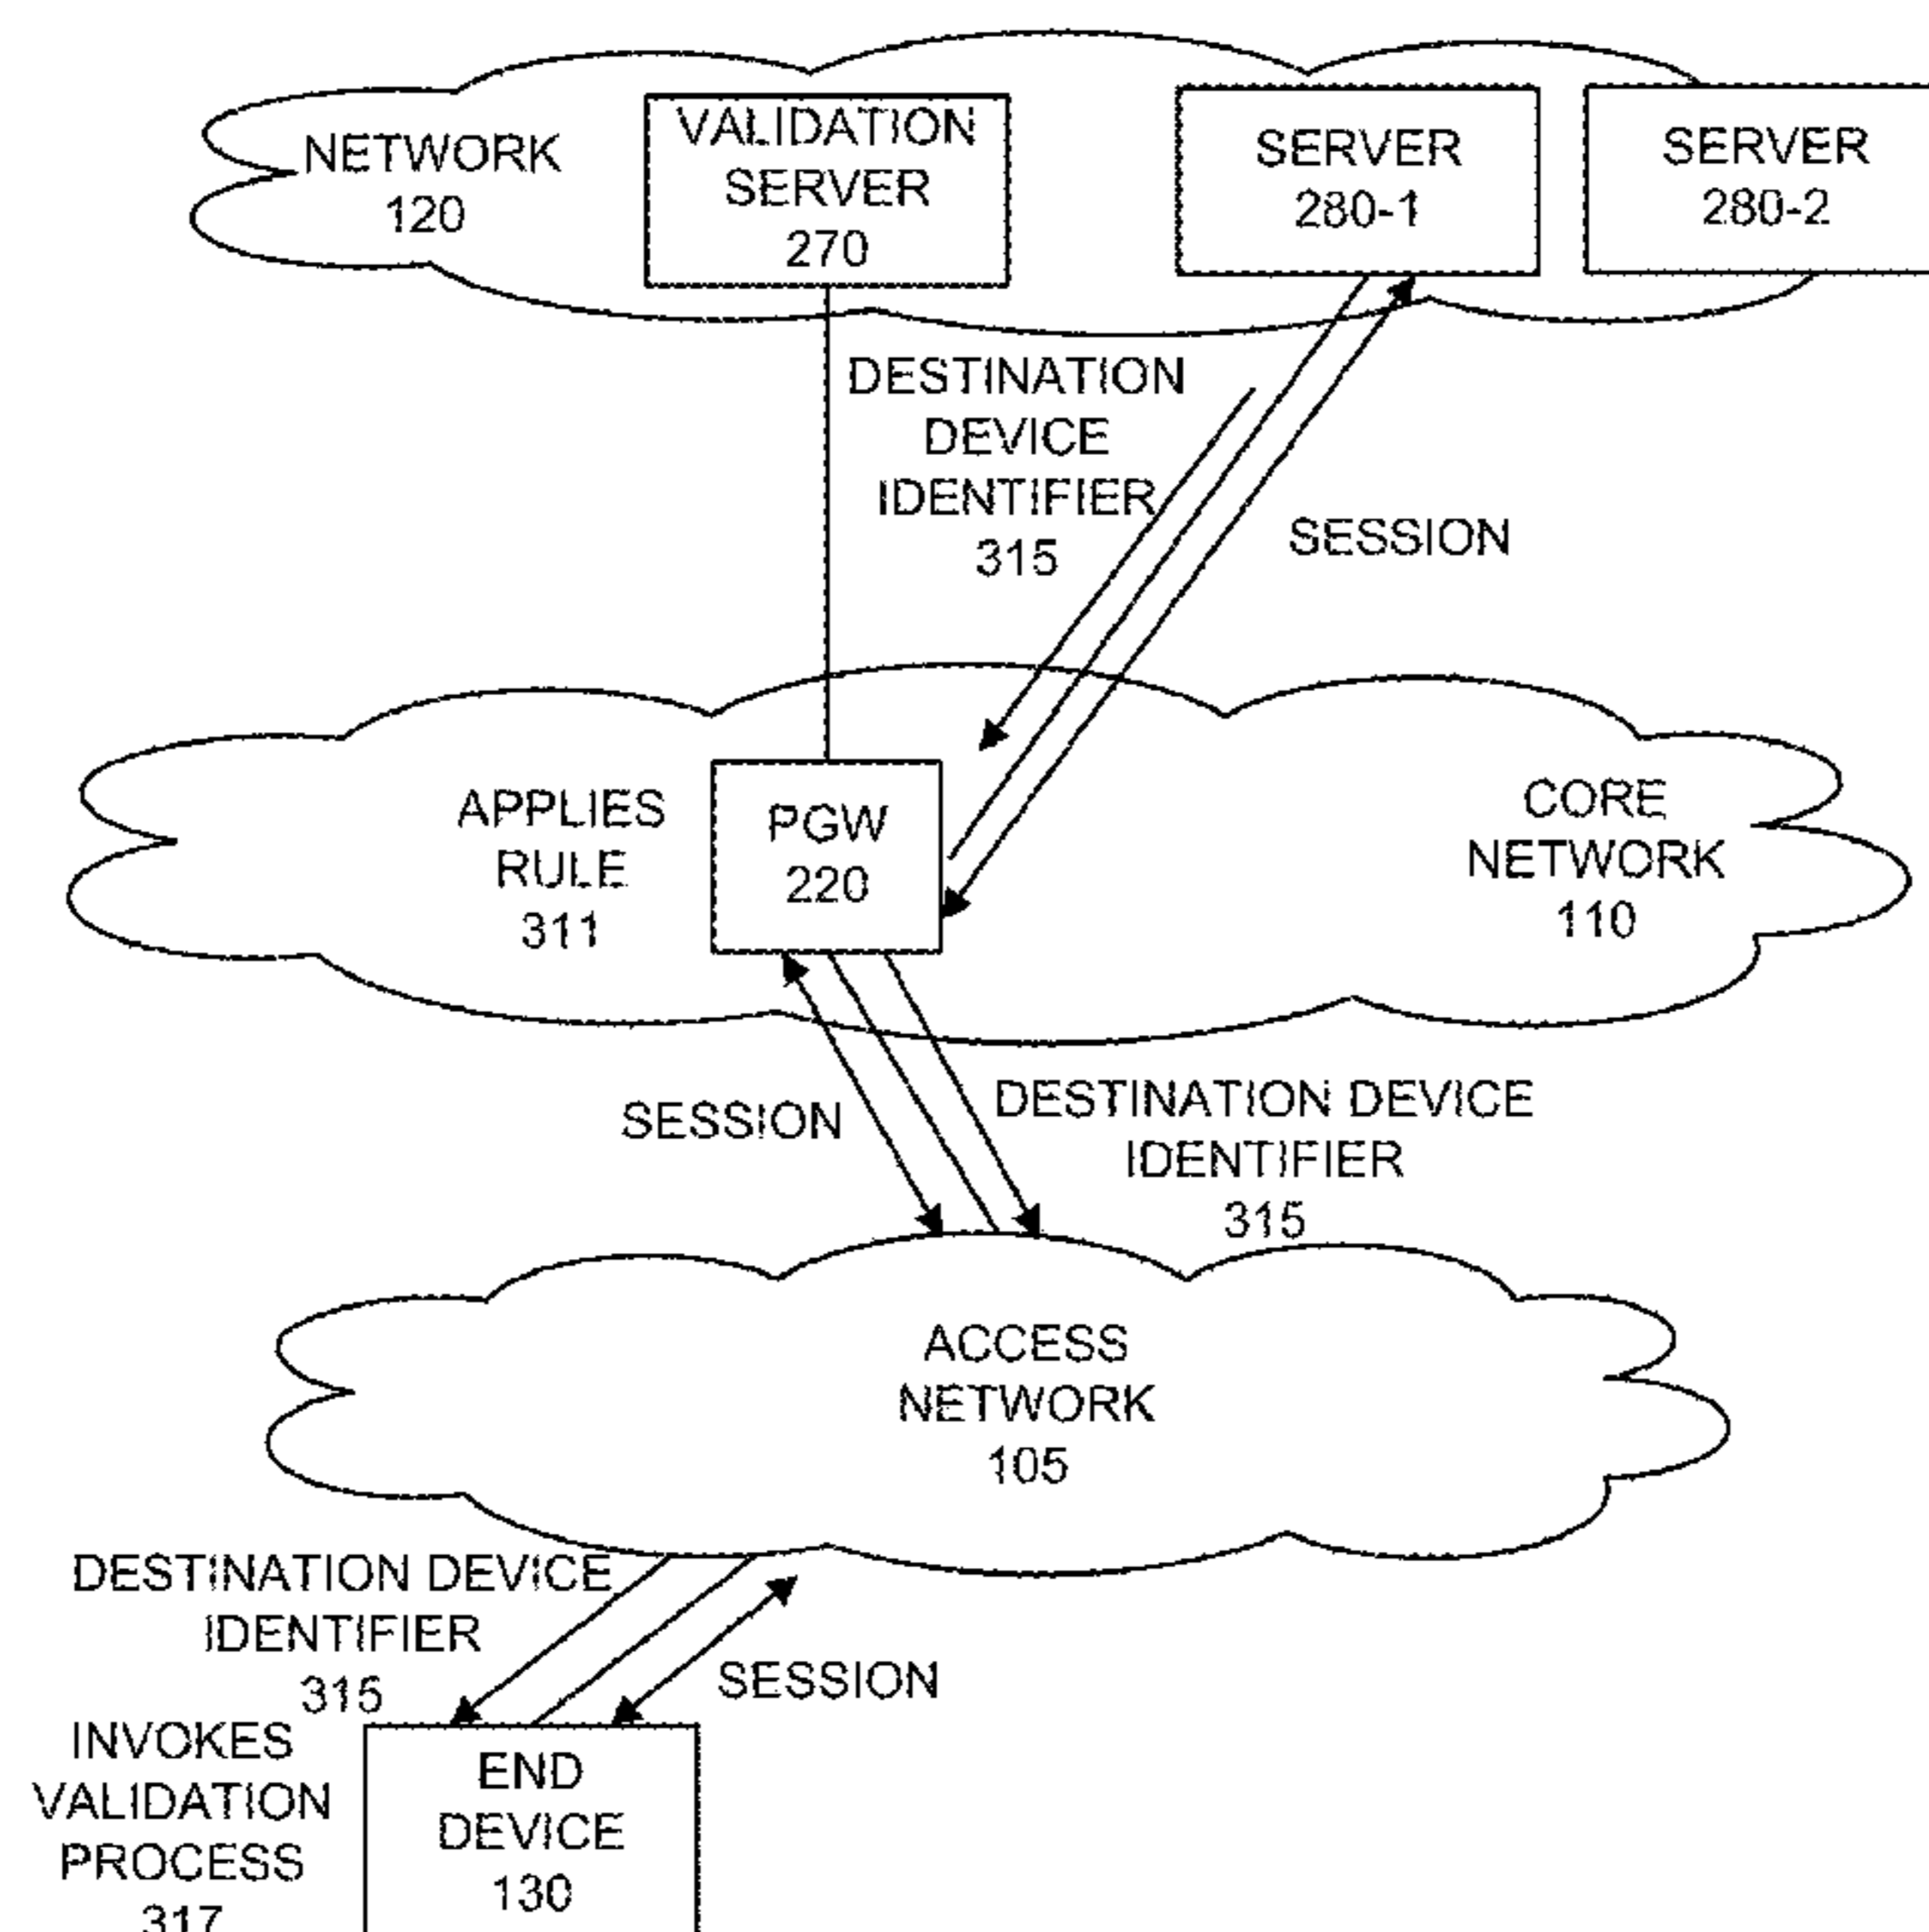 NETWORK
120
VALIDATION
SERVER
270
SERVER
280-1
SERVER
280-2
DESTINATION
DEVICE
IDENTIFIER
315
SESSION
APPLIES
RULE
311
PGW
220
CORE
NETWORK
110
SESSION
DESTINATION DEVICE
IDENTIFIER
315
ACCESS
NETWORK
105
DESTINATION DEVICE
IDENTIFIER
315
SESSION
INVOKES
VALIDATION
PROCESS
317
END
DEVICE
130